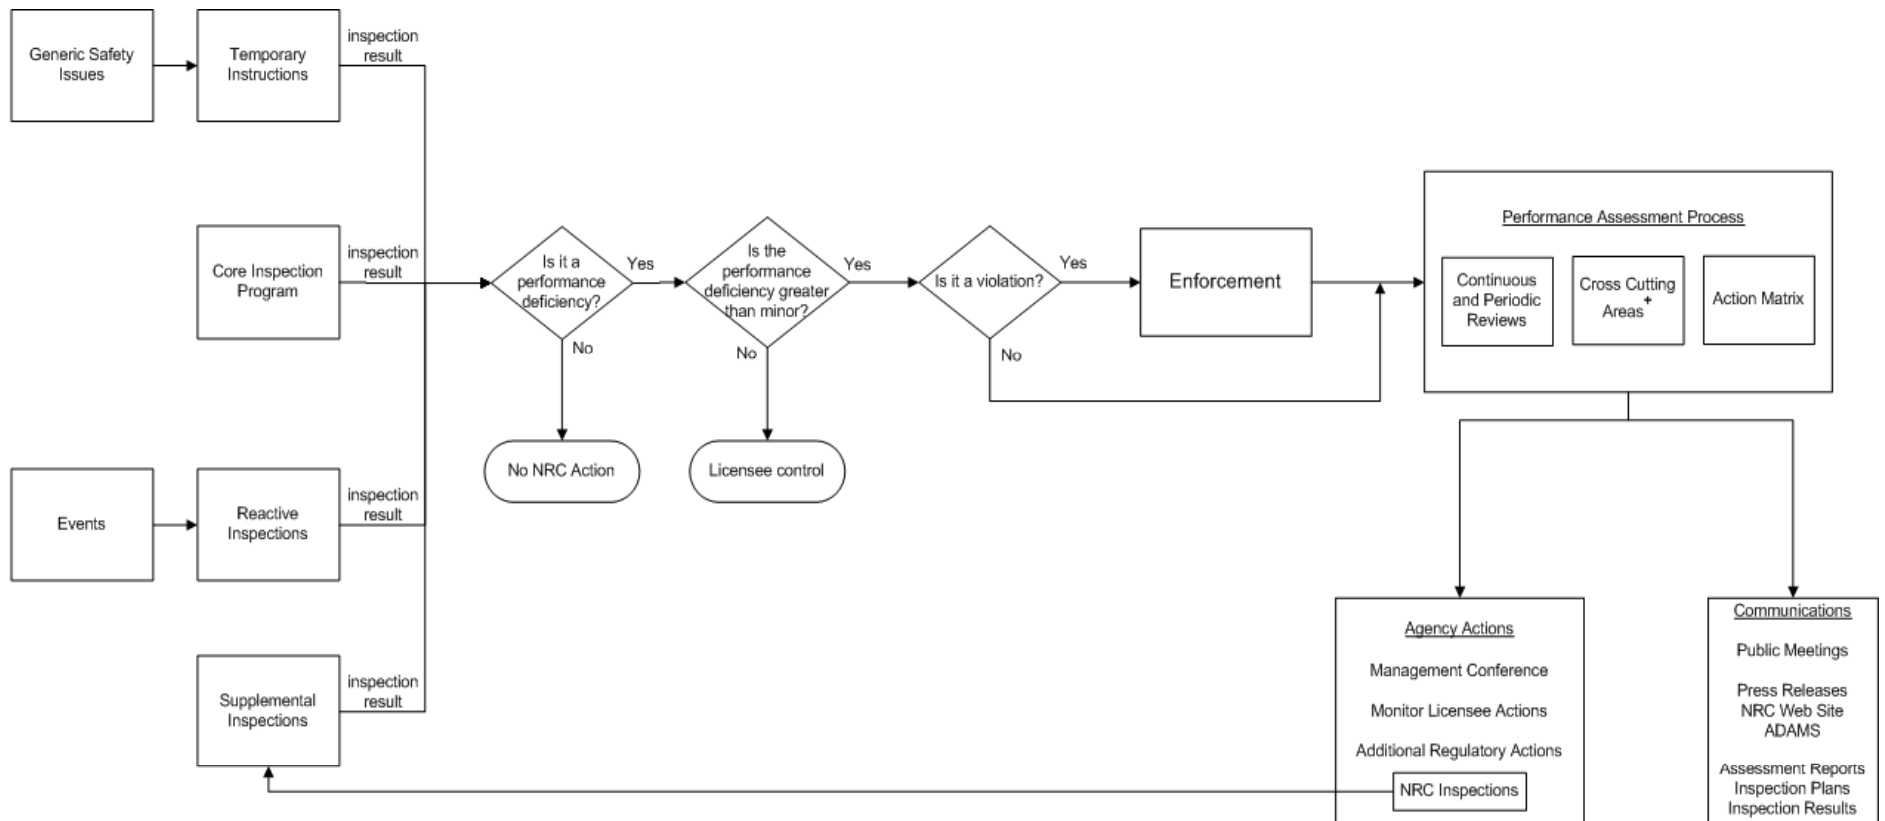 Generic Safety
Issues
Temporary
Instructions
inspection
result
Core Inspection
Program
inspection
result
Is it a
performance
deficiency?
Yes
No
Is the
performance
deficiency greater
than minor?
Yes
No
Is it a violation?
Yes
No
Enforcement
Performance Assessment Process
Continuous
and Periodic
Reviews
Cross Cutting
Areas+
Action Matrix
No NRC Action
Licensee control
Events
Reactive
Inspections
inspection
result
Supplemental
Inspections
inspection
result
Agency Actions
Management Conference
Monitor Licensee Actions
Additional Regulatory Actions
NRC Inspections
Communications
Public Meetings
Press Releases
NRC Web Site
ADAMS
Assessment Reports
Inspection Plans
Inspection Results